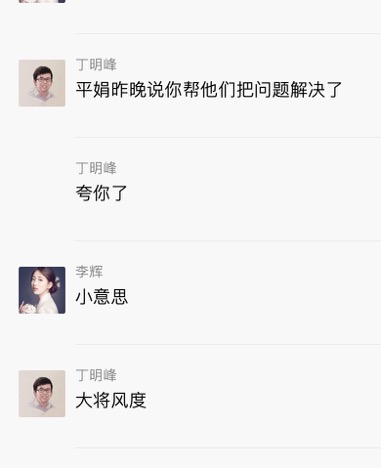 丁明峰
平娟昨晚说你帮他们把问题解决了
丁明峰
夸你了
李辉
小意思
丁明峰
大将风度